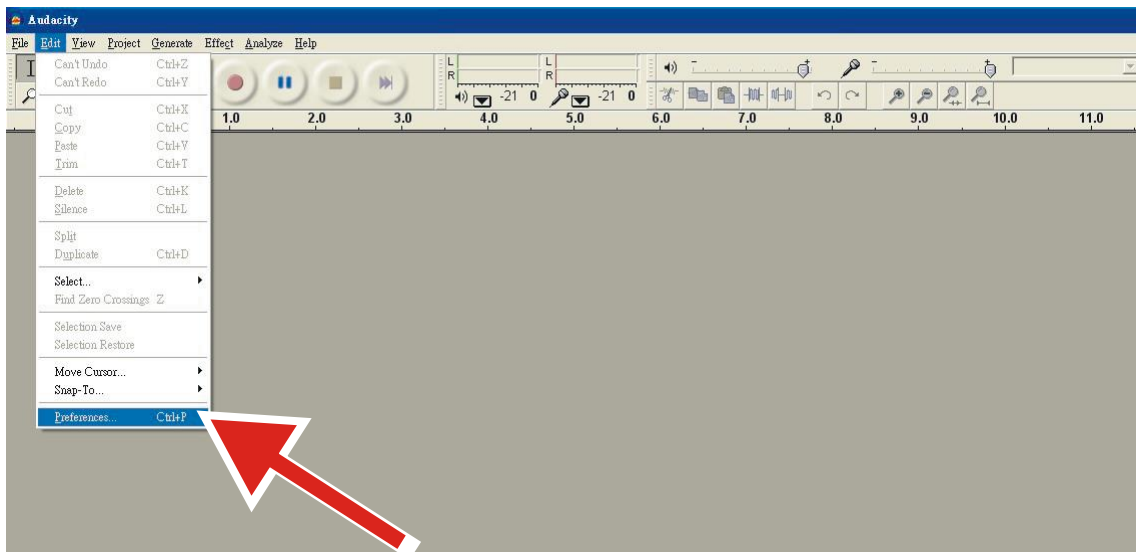 Audacity
File Edit View Project Generate Effect Analyze Help
Can't Undo Ctrl+Z
Can't Redo Ctrl+Y
Cut Ctrl+X
Copy Ctrl+C
Paste Ctrl+V
Trim Ctrl+T
Delete Ctrl+K
Silence Ctrl+L
Split
Duplicate Ctrl+D
Select...
Find Zero Crossings Z
Selection Save
Selection Restore
Move Cursor...
Snap-To...
Preferences... Ctrl+P
L L
R R
-21 0 -21 0
1.0 2.0 3.0 4.0 5.0 6.0 7.0 8.0 9.0 10.0 11.0